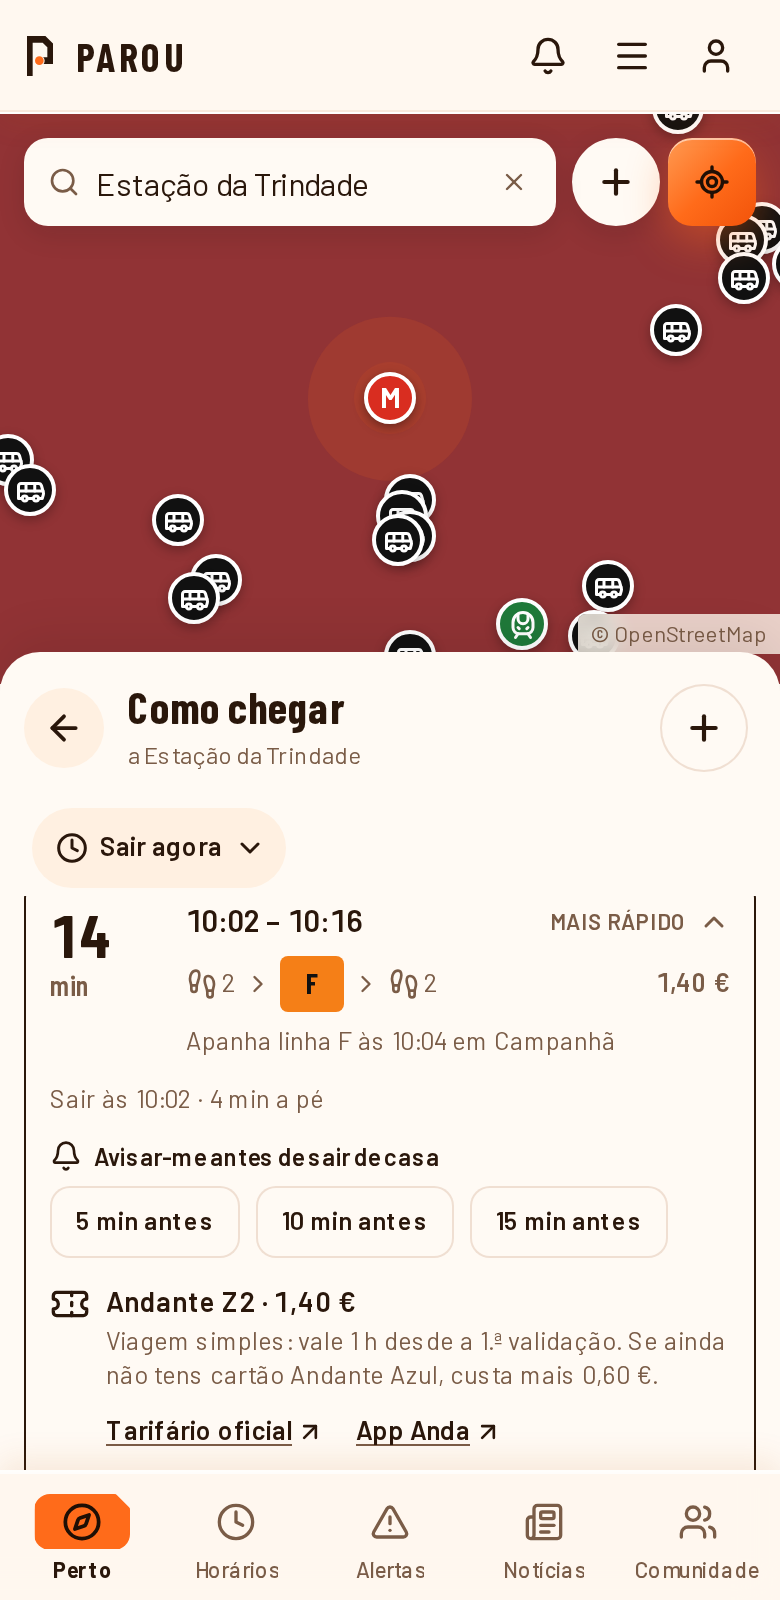 PAROU
Estação da Trindade
M
© OpenStreetMap
Como chegar
a Estação da Trindade
Sair agora
14 min
10:02 – 10:16
MAIS RÁPIDO
2 > F > 2
1,40 €
Apanha linha F às 10:04 em Campanhã
Sair às 10:02 · 4 min a pé
Avisar-me antes de sair de casa
5 min antes
10 min antes
15 min antes
Andante Z2 · 1,40 €
Viagem simples: vale 1 h desde a 1.ª validação. Se ainda
não tens cartão Andante Azul, custa mais 0,60 €.
Tarifário oficial
App Anda
Perto
Horários
Alertas
Notícias
Comunidade